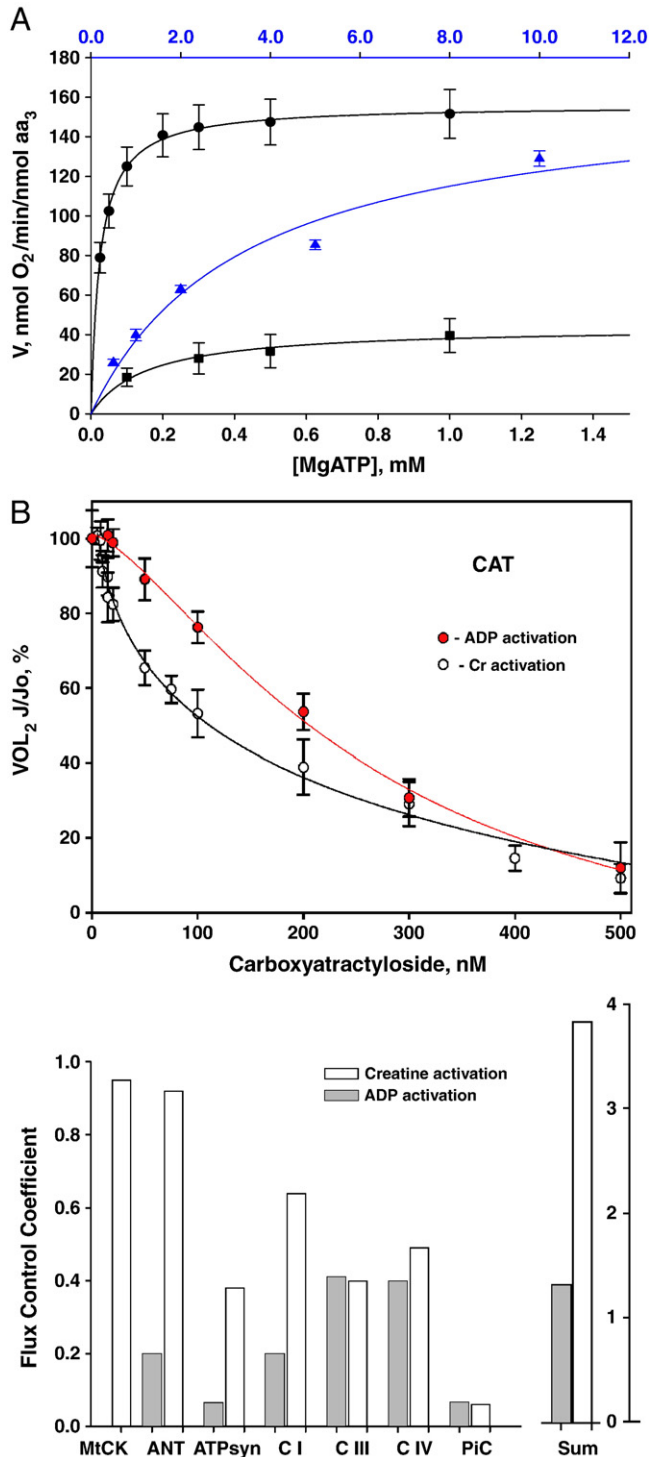 A
0.0 2.0 4.0 6.0 8.0 10.0 12.0
180
160
140
120
100
80
60
40
20
0
V, nmol O₂/min/nmol aa₃
0.0 0.2 0.4 0.6 0.8 1.0 1.2 1.4
[MgATP], mM
B
100
80
60
40
20
0
VOL₂ J/Jo, %
CAT
- ADP activation
- Cr activation
0 100 200 300 400 500
Carboxyatractyloside, nM
1.0
0.8
0.6
0.4
0.2
0.0
Flux Control Coefficient
Creatine activation
ADP activation
4
3
2
1
0
MtCK ANT ATPsyn C I C III C IV PiC Sum